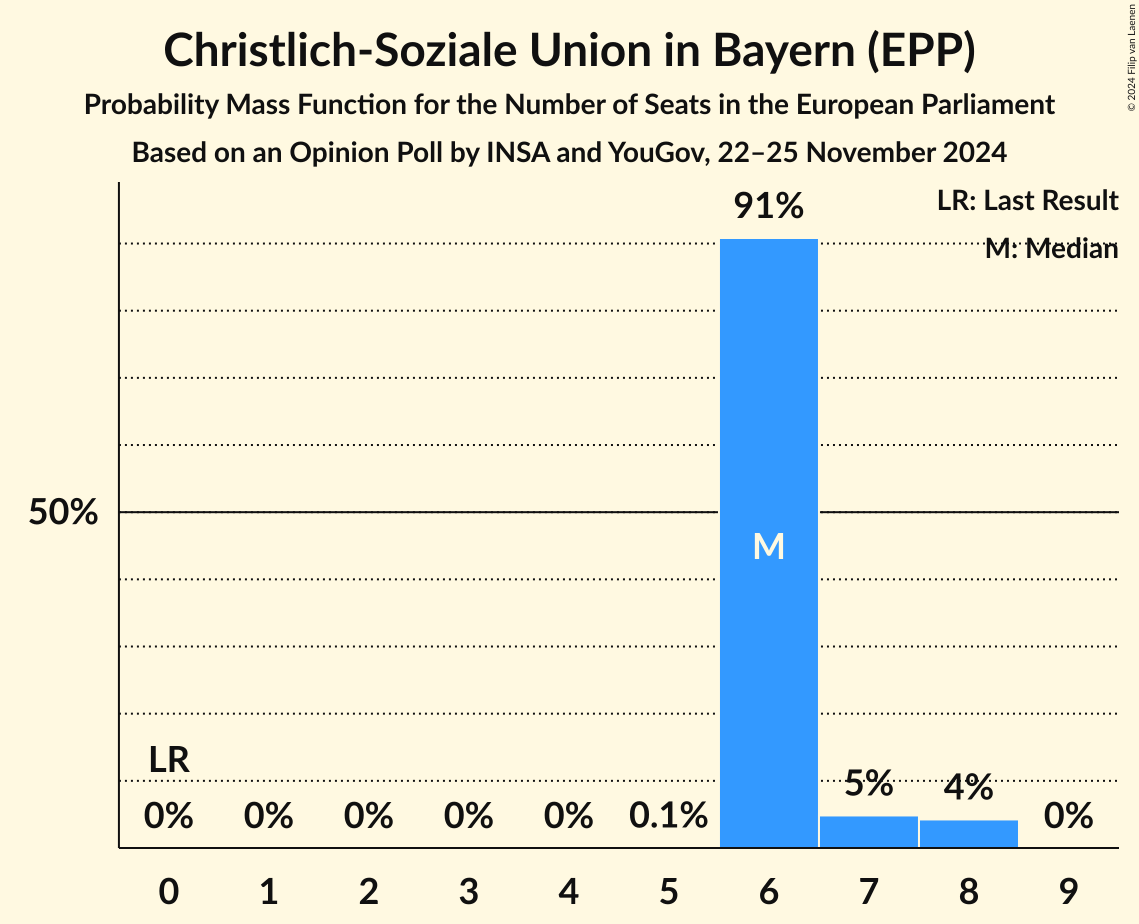 Christlich-Soziale Union in Bayern (EPP)
Probability Mass Function for the Number of Seats in the European Parliament
Based on an Opinion Poll by INSA and YouGov, 22–25 November 2024
© 2024 Filip van Laenen
LR: Last Result
M: Median
91%
50%
M
LR
0% 0% 0% 0% 0% 0.1% 5% 4% 0%
0 1 2 3 4 5 6 7 8 9